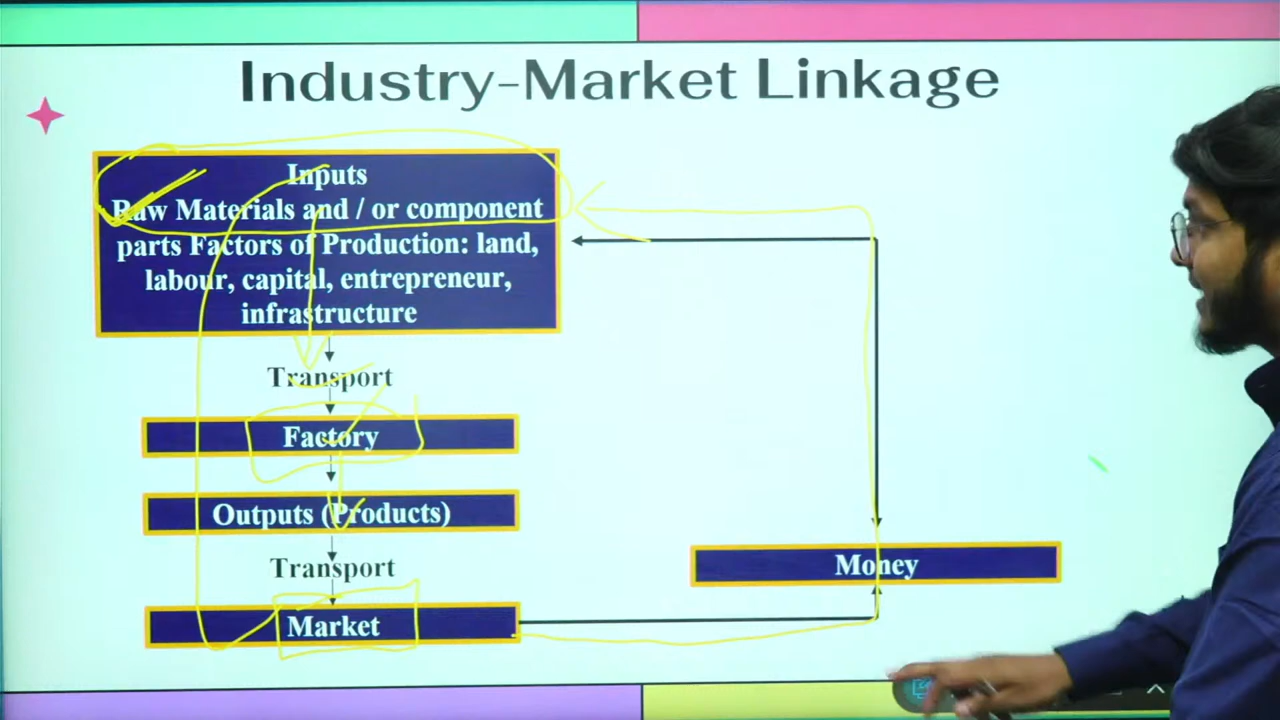 Industry-Market Linkage
Inputs
Raw Materials and / or component
parts Factors of Production: land,
labour, capital, entrepreneur,
infrastructure
Transport
Factory
Outputs (Products)
Transport
Market
Money